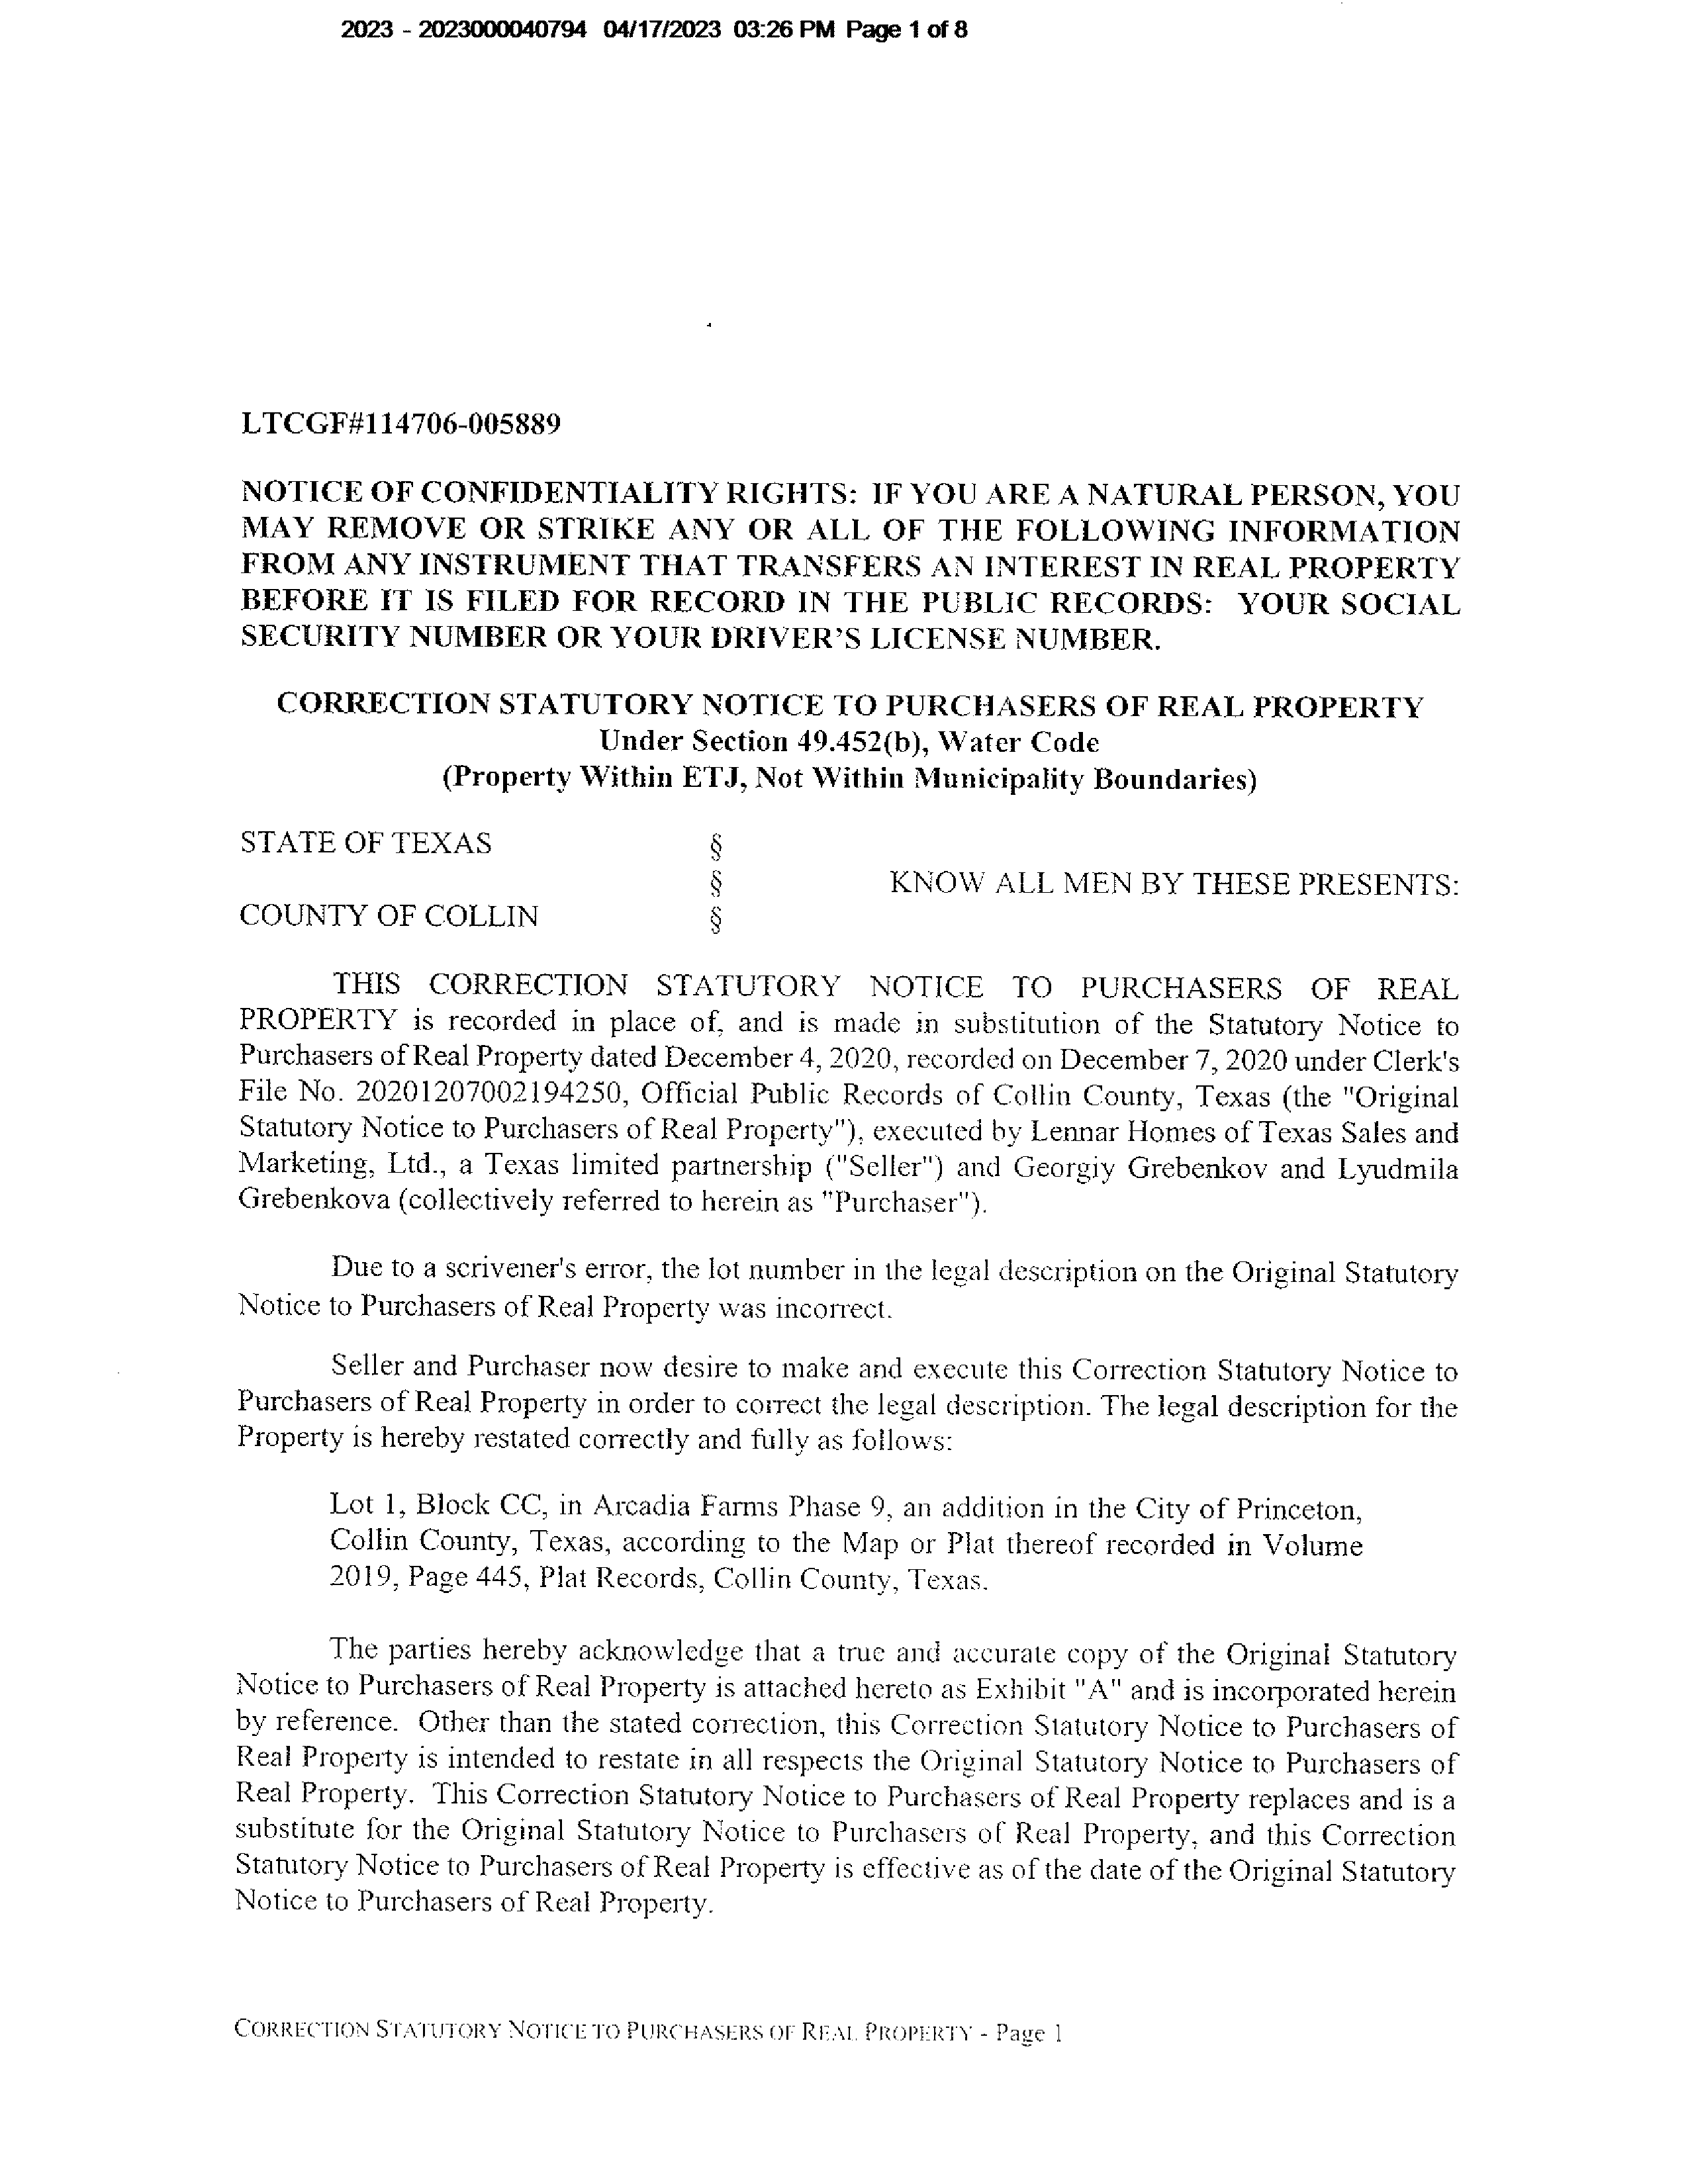 2023 - 2023000040794 04/17/2023 03:26 PM Page 1 of 8
LTCGF#114706-005889
NOTICE OF CONFIDENTIALITY RIGHTS: IF YOU ARE A NATURAL PERSON, YOU
MAY REMOVE OR STRIKE ANY OR ALL OF THE FOLLOWING INFORMATION
FROM ANY INSTRUMENT THAT TRANSFERS AN INTEREST IN REAL PROPERTY
BEFORE IT IS FILED FOR RECORD IN THE PUBLIC RECORDS: YOUR SOCIAL
SECURITY NUMBER OR YOUR DRIVER'S LICENSE NUMBER.
CORRECTION STATUTORY NOTICE TO PURCHASERS OF REAL PROPERTY
Under Section 49.452(b), Water Code
(Property Within ETJ, Not Within Municipality Boundaries)
STATE OF TEXAS §
§ KNOW ALL MEN BY THESE PRESENTS:
COUNTY OF COLLIN §
THIS CORRECTION STATUTORY NOTICE TO PURCHASERS OF REAL
PROPERTY is recorded in place of, and is made in substitution of the Statutory Notice to
Purchasers of Real Property dated December 4, 2020, recorded on December 7, 2020 under Clerk's
File No. 20201207002194250, Official Public Records of Collin County, Texas (the "Original
Statutory Notice to Purchasers of Real Property"), executed by Lennar Homes of Texas Sales and
Marketing, Ltd., a Texas limited partnership ("Seller") and Georgiy Grebenkov and Lyudmila
Grebenkova (collectively referred to herein as "Purchaser").
Due to a scrivener's error, the lot number in the legal description on the Original Statutory
Notice to Purchasers of Real Property was incorrect.
Seller and Purchaser now desire to make and execute this Correction Statutory Notice to
Purchasers of Real Property in order to correct the legal description. The legal description for the
Property is hereby restated correctly and fully as follows:
Lot 1, Block CC, in Arcadia Farms Phase 9, an addition in the City of Princeton,
Collin County, Texas, according to the Map or Plat thereof recorded in Volume
2019, Page 445, Plat Records, Collin County, Texas.
The parties hereby acknowledge that a true and accurate copy of the Original Statutory
Notice to Purchasers of Real Property is attached hereto as Exhibit "A" and is incorporated herein
by reference. Other than the stated correction, this Correction Statutory Notice to Purchasers of
Real Property is intended to restate in all respects the Original Statutory Notice to Purchasers of
Real Property. This Correction Statutory Notice to Purchasers of Real Property replaces and is a
substitute for the Original Statutory Notice to Purchasers of Real Property, and this Correction
Statutory Notice to Purchasers of Real Property is effective as of the date of the Original Statutory
Notice to Purchasers of Real Property.
CORRECTION STATUTORY NOTICE TO PURCHASERS OF REAL PROPERTY - Page 1